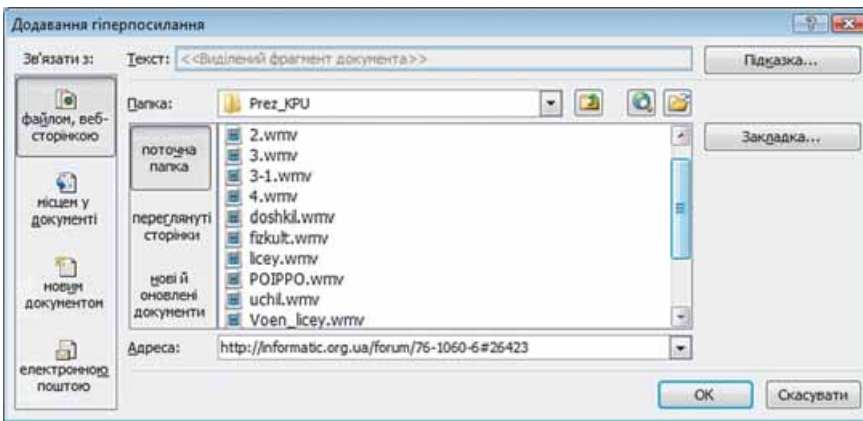 Додавання гіперпосилання
Зв'язати з:
Текст: <<Виділений фрагмент документа>>
Підказка...
файлом, веб-
сторінкою
Папка:
Prez_KPU
Закладка...
місцем у
документі
новим
документом
електронною
поштою
поточна
папка
переглянуті
сторінки
нові й
оновлені
документи
2.wmv
3.wmv
3-1.wmv
4.wmv
doshkil.wmv
fizkult.wmv
licey.wmv
POIPPO.wmv
uchil.wmv
Voen_licey.wmv
Адреса:
http://informatic.org.ua/forum/76-1060-6#26423
ОК
Скасувати